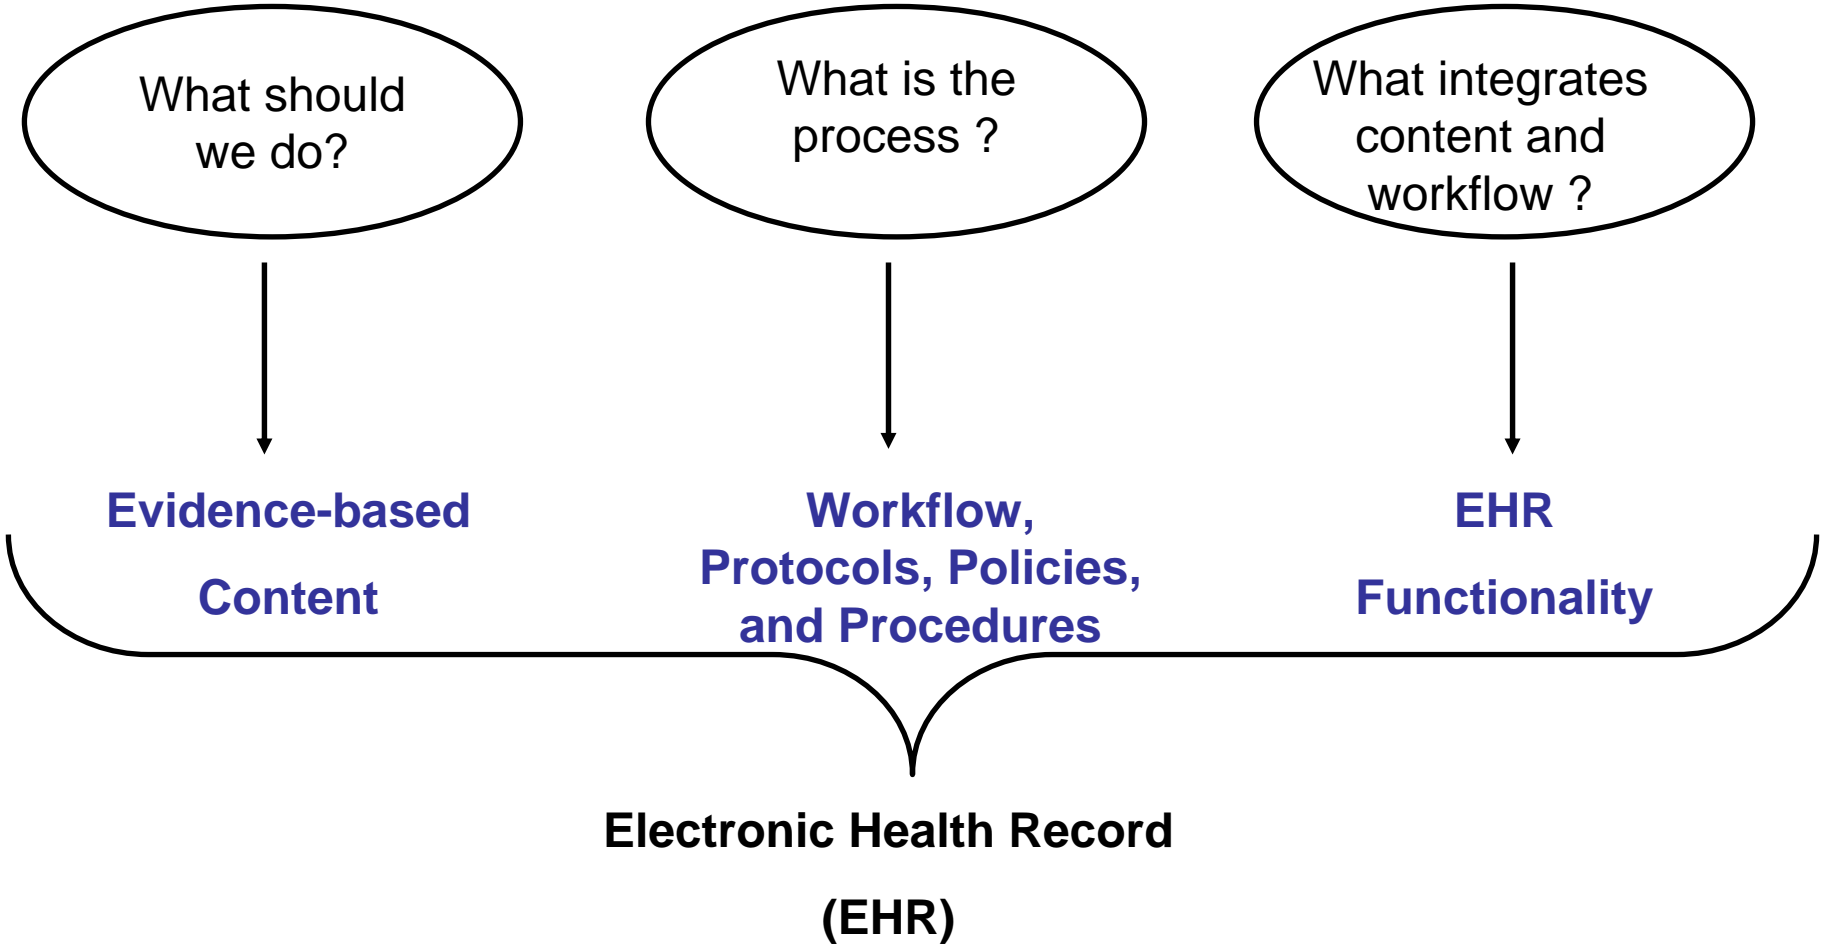 What should
we do?
What is the
process ?
What integrates
content and
workflow ?
Evidence-based
Content
Workflow,
Protocols, Policies,
and Procedures
EHR
Functionality
Electronic Health Record
(EHR)